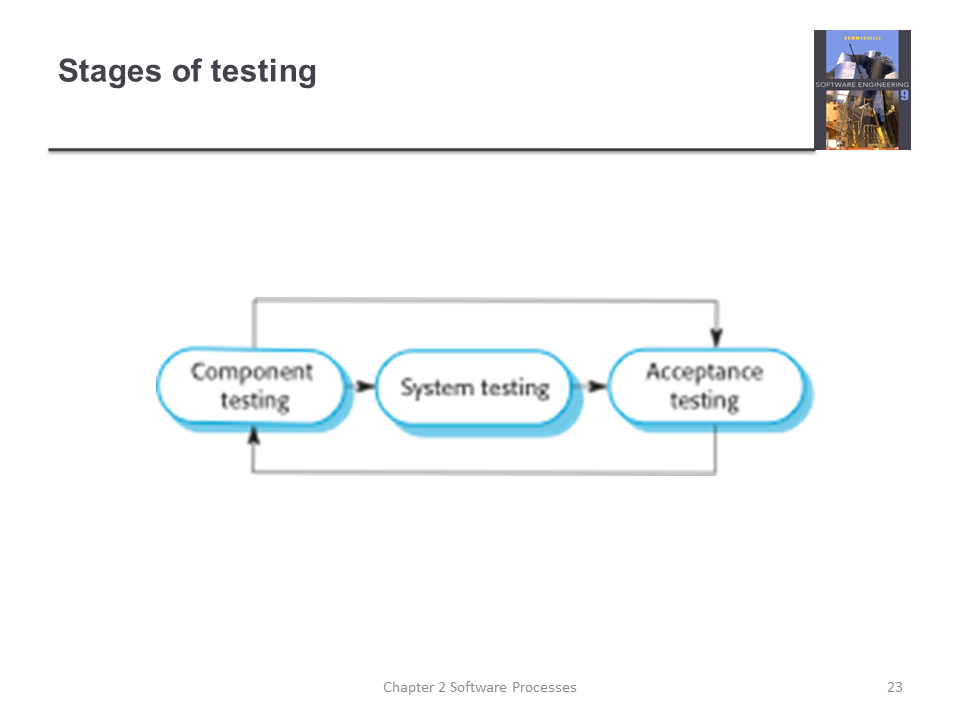 Stages of testing
SOMMERVILLE
SOFTWARE ENGINEERING
9
Component
testing
System testing
Acceptance
testing
Chapter 2 Software Processes
23